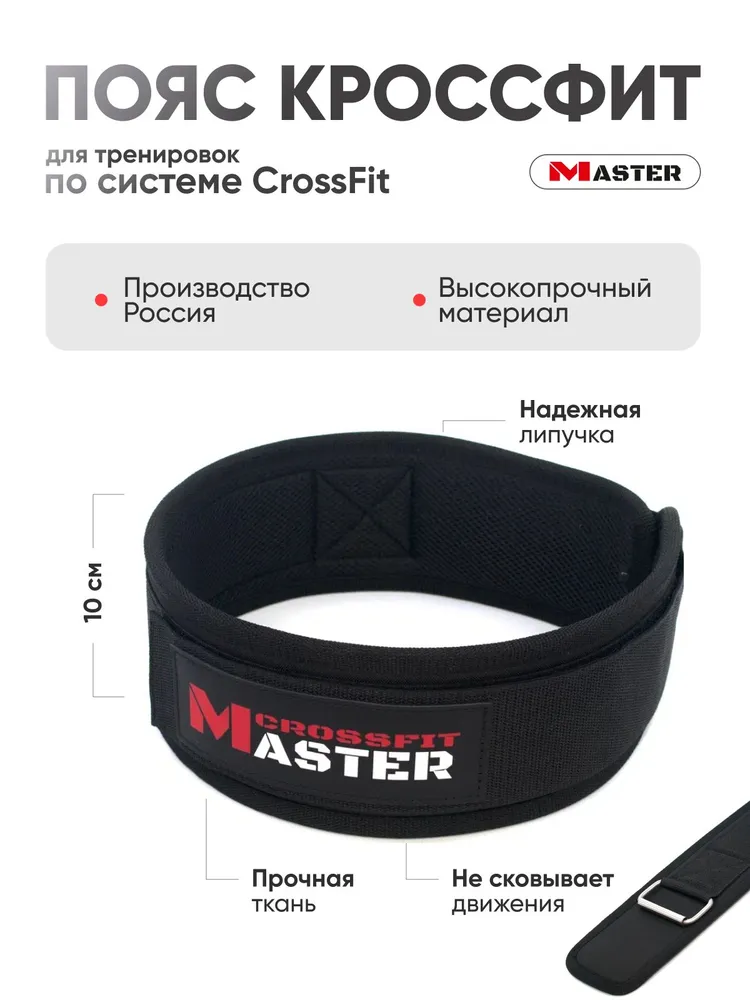 ПОЯС КРОССФИТ
для тренировок
по системе CrossFit
MASTER
Производство
Россия
Высокопрочный
материал
Надежная
липучка
10 см
CROSSFIT
MASTER
Прочная
ткань
Не сковывает
движения